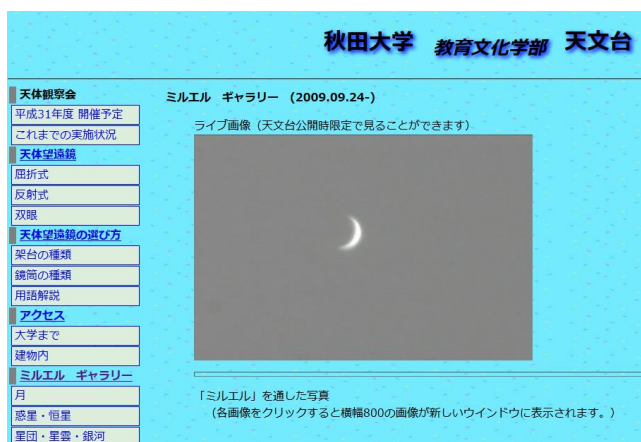 秋田大学 教育文化学部 天文台
天体観察会
平成31年度 開催予定
これまでの実施状況
天体望遠鏡
屈折式
反射式
双眼
天体望遠鏡の選び方
架台の種類
鏡筒の種類
用語解説
アクセス
大学まで
建物内
ミルエル ギャラリー
月
惑星・恒星
星団・星雲・銀河
ミルエル ギャラリー (2009.09.24-)
ライブ画像（天文台公開時限定で見ることができます）
「ミルエル」を通した写真
（各画像をクリックすると横幅800の画像が新しいウインドウに表示されます。）